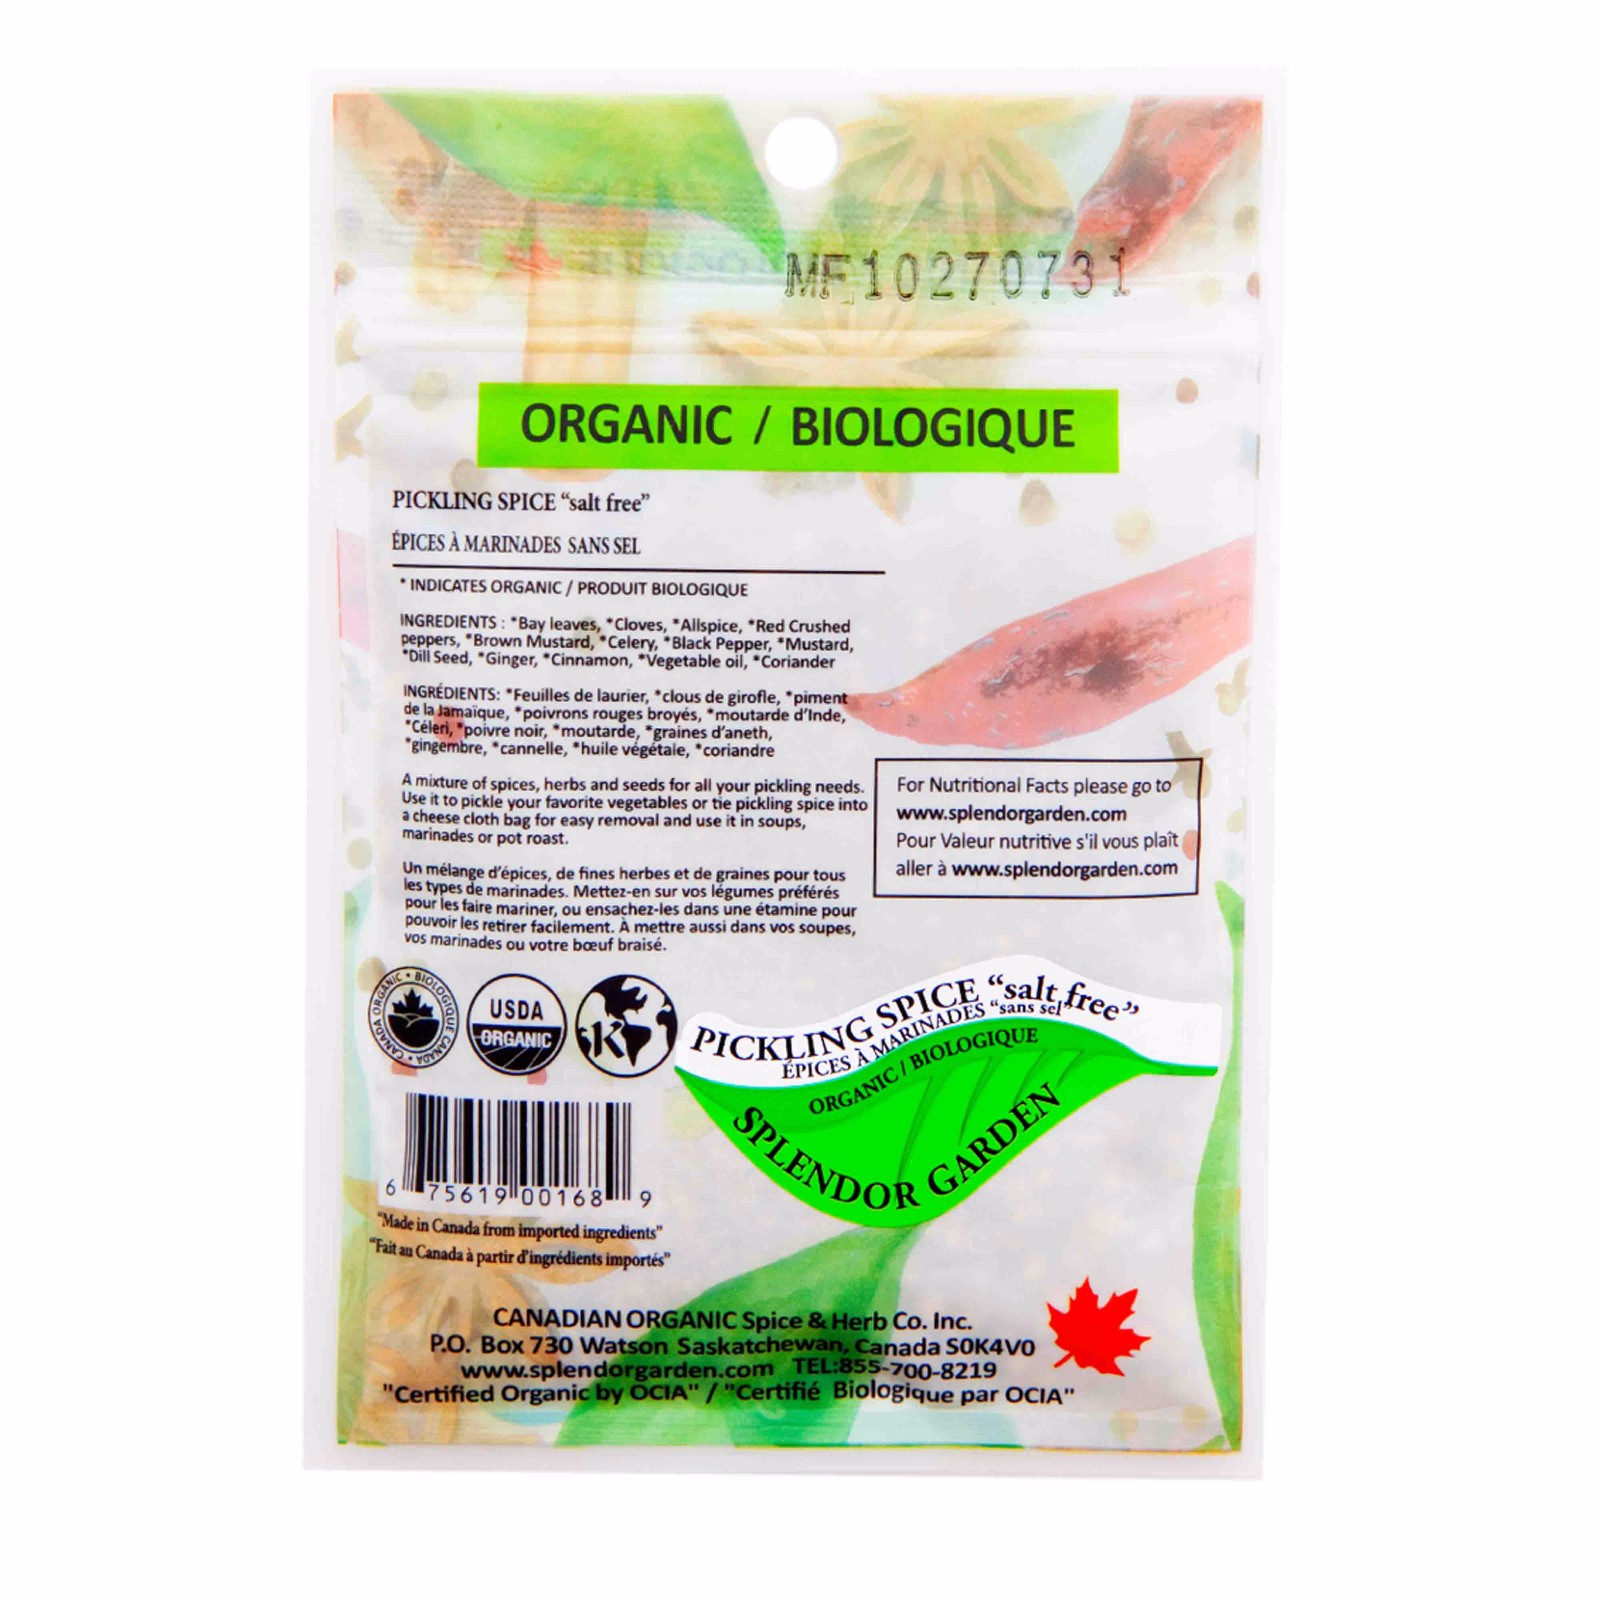 MF10270731
ORGANIC / BIOLOGIQUE
PICKLING SPICE “salt free”
ÉPICES À MARINADES SANS SEL
* INDICATES ORGANIC / PRODUIT BIOLOGIQUE
INGREDIENTS : *Bay leaves, *Cloves, *Allspice, *Red Crushed
peppers, *Brown Mustard, *Celery, *Black Pepper, *Mustard,
*Dill Seed, *Ginger, *Cinnamon, *Vegetable oil, *Coriander
INGRÉDIENTS: *Feuilles de laurier, *clous de girofle, *piment
de la Jamaïque, *poivrons rouges broyés, *moutarde d’Inde,
*Céleri, *poivre noir, *moutarde, *graines d’aneth,
*gingembre, *cannelle, *huile végétale, *coriandre
A mixture of spices, herbs and seeds for all your pickling needs.
Use it to pickle your favorite vegetables or tie pickling spice into
a cheese cloth bag for easy removal and use it in soups,
marinades or pot roast.
Un mélange d’épices, de fines herbes et de graines pour tous
les types de marinades. Mettez-en sur vos légumes préférés
pour les faire mariner, ou ensachez-les dans une étamine pour
pouvoir les retirer facilement. À mettre aussi dans vos soupes,
vos marinades ou votre bœuf braisé.
For Nutritional Facts please go to
www.splendorgarden.com
Pour Valeur nutritive s'il vous plaît
aller à www.splendorgarden.com
CANADA ORGANIC • BIOLOGIQUE CANADA •
USDA
ORGANIC
K
PICKLING SPICE “salt free”
ÉPICES À MARINADES “sans sel”
ORGANIC / BIOLOGIQUE
SPLENDOR GARDEN
6 75619 00168 9
“Made in Canada from imported ingredients”
“Fait au Canada à partir d’ingrédients importés”
CANADIAN ORGANIC Spice & Herb Co. Inc.
P.O. Box 730 Watson Saskatchewan, Canada S0K4V0
www.splendorgarden.com TEL:855-700-8219
"Certified Organic by OCIA" / "Certifié Biologique par OCIA"